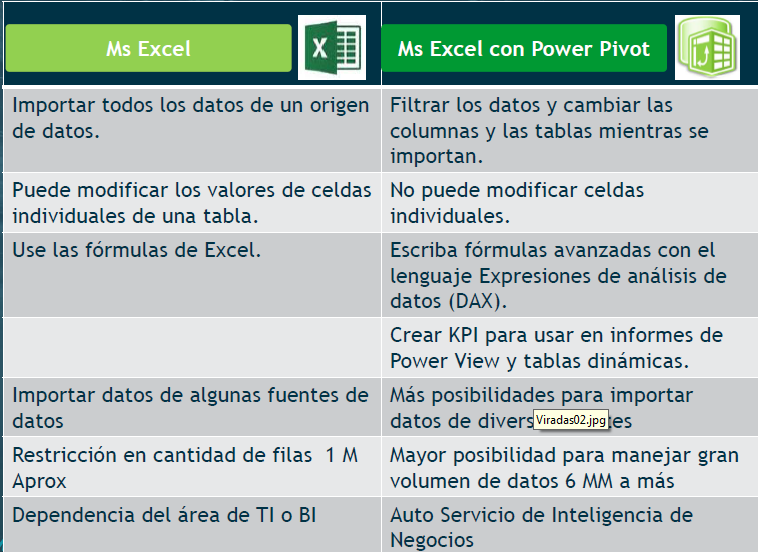 Ms Excel
Ms Excel con Power Pivot
Importar todos los datos de un origen
de datos.
Filtrar los datos y cambiar las
columnas y las tablas mientras se
importan.
Puede modificar los valores de celdas
individuales de una tabla.
No puede modificar celdas
individuales.
Use las fórmulas de Excel.
Escriba fórmulas avanzadas con el
lenguaje Expresiones de análisis de
datos (DAX).
Crear KPI para usar en informes de
Power View y tablas dinámicas.
Importar datos de algunas fuentes de
datos
Más posibilidades para importar
datos de
Viradas02.jpg
Restricción en cantidad de filas 1 M
Aprox
Mayor posibilidad para manejar gran
volumen de datos 6 MM a más
Dependencia del área de TI o BI
Auto Servicio de Inteligencia de
Negocios